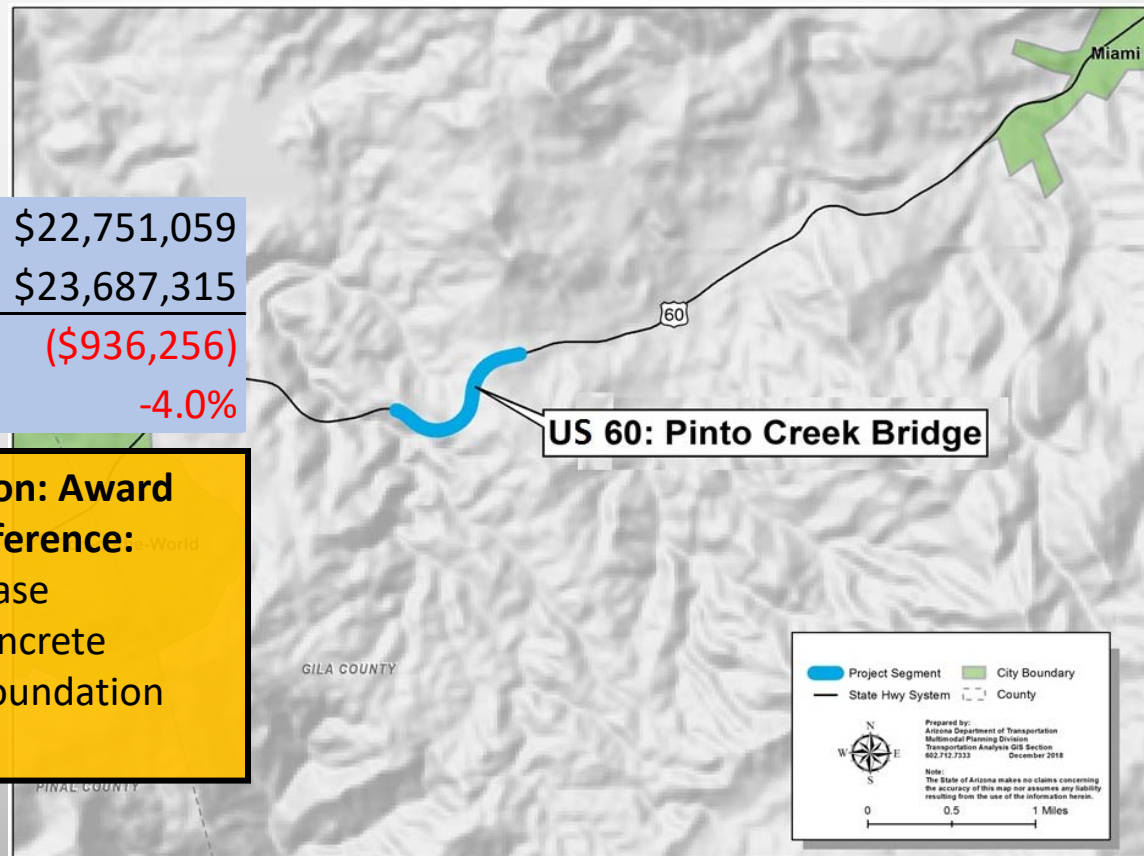 Miami
$22,751,059
$23,687,315
($936,256)
-4.0%
60
US 60: Pinto Creek Bridge
on: Award
ference:
e-World
ase
ncrete
oundation
GILA COUNTY
PINAL COUNTY
Project Segment
City Boundary
State Hwy System
County
N
W
E
S
Prepared by:
Arizona Department of Transportation
Multimodal Planning Division
Transportation Analysis GIS Section
602.712.7333 December 2018
Note:
The State of Arizona makes no claims concerning
the accuracy of this map nor assumes any liability
resulting from the use of the information herein.
0 0.5 1 Miles